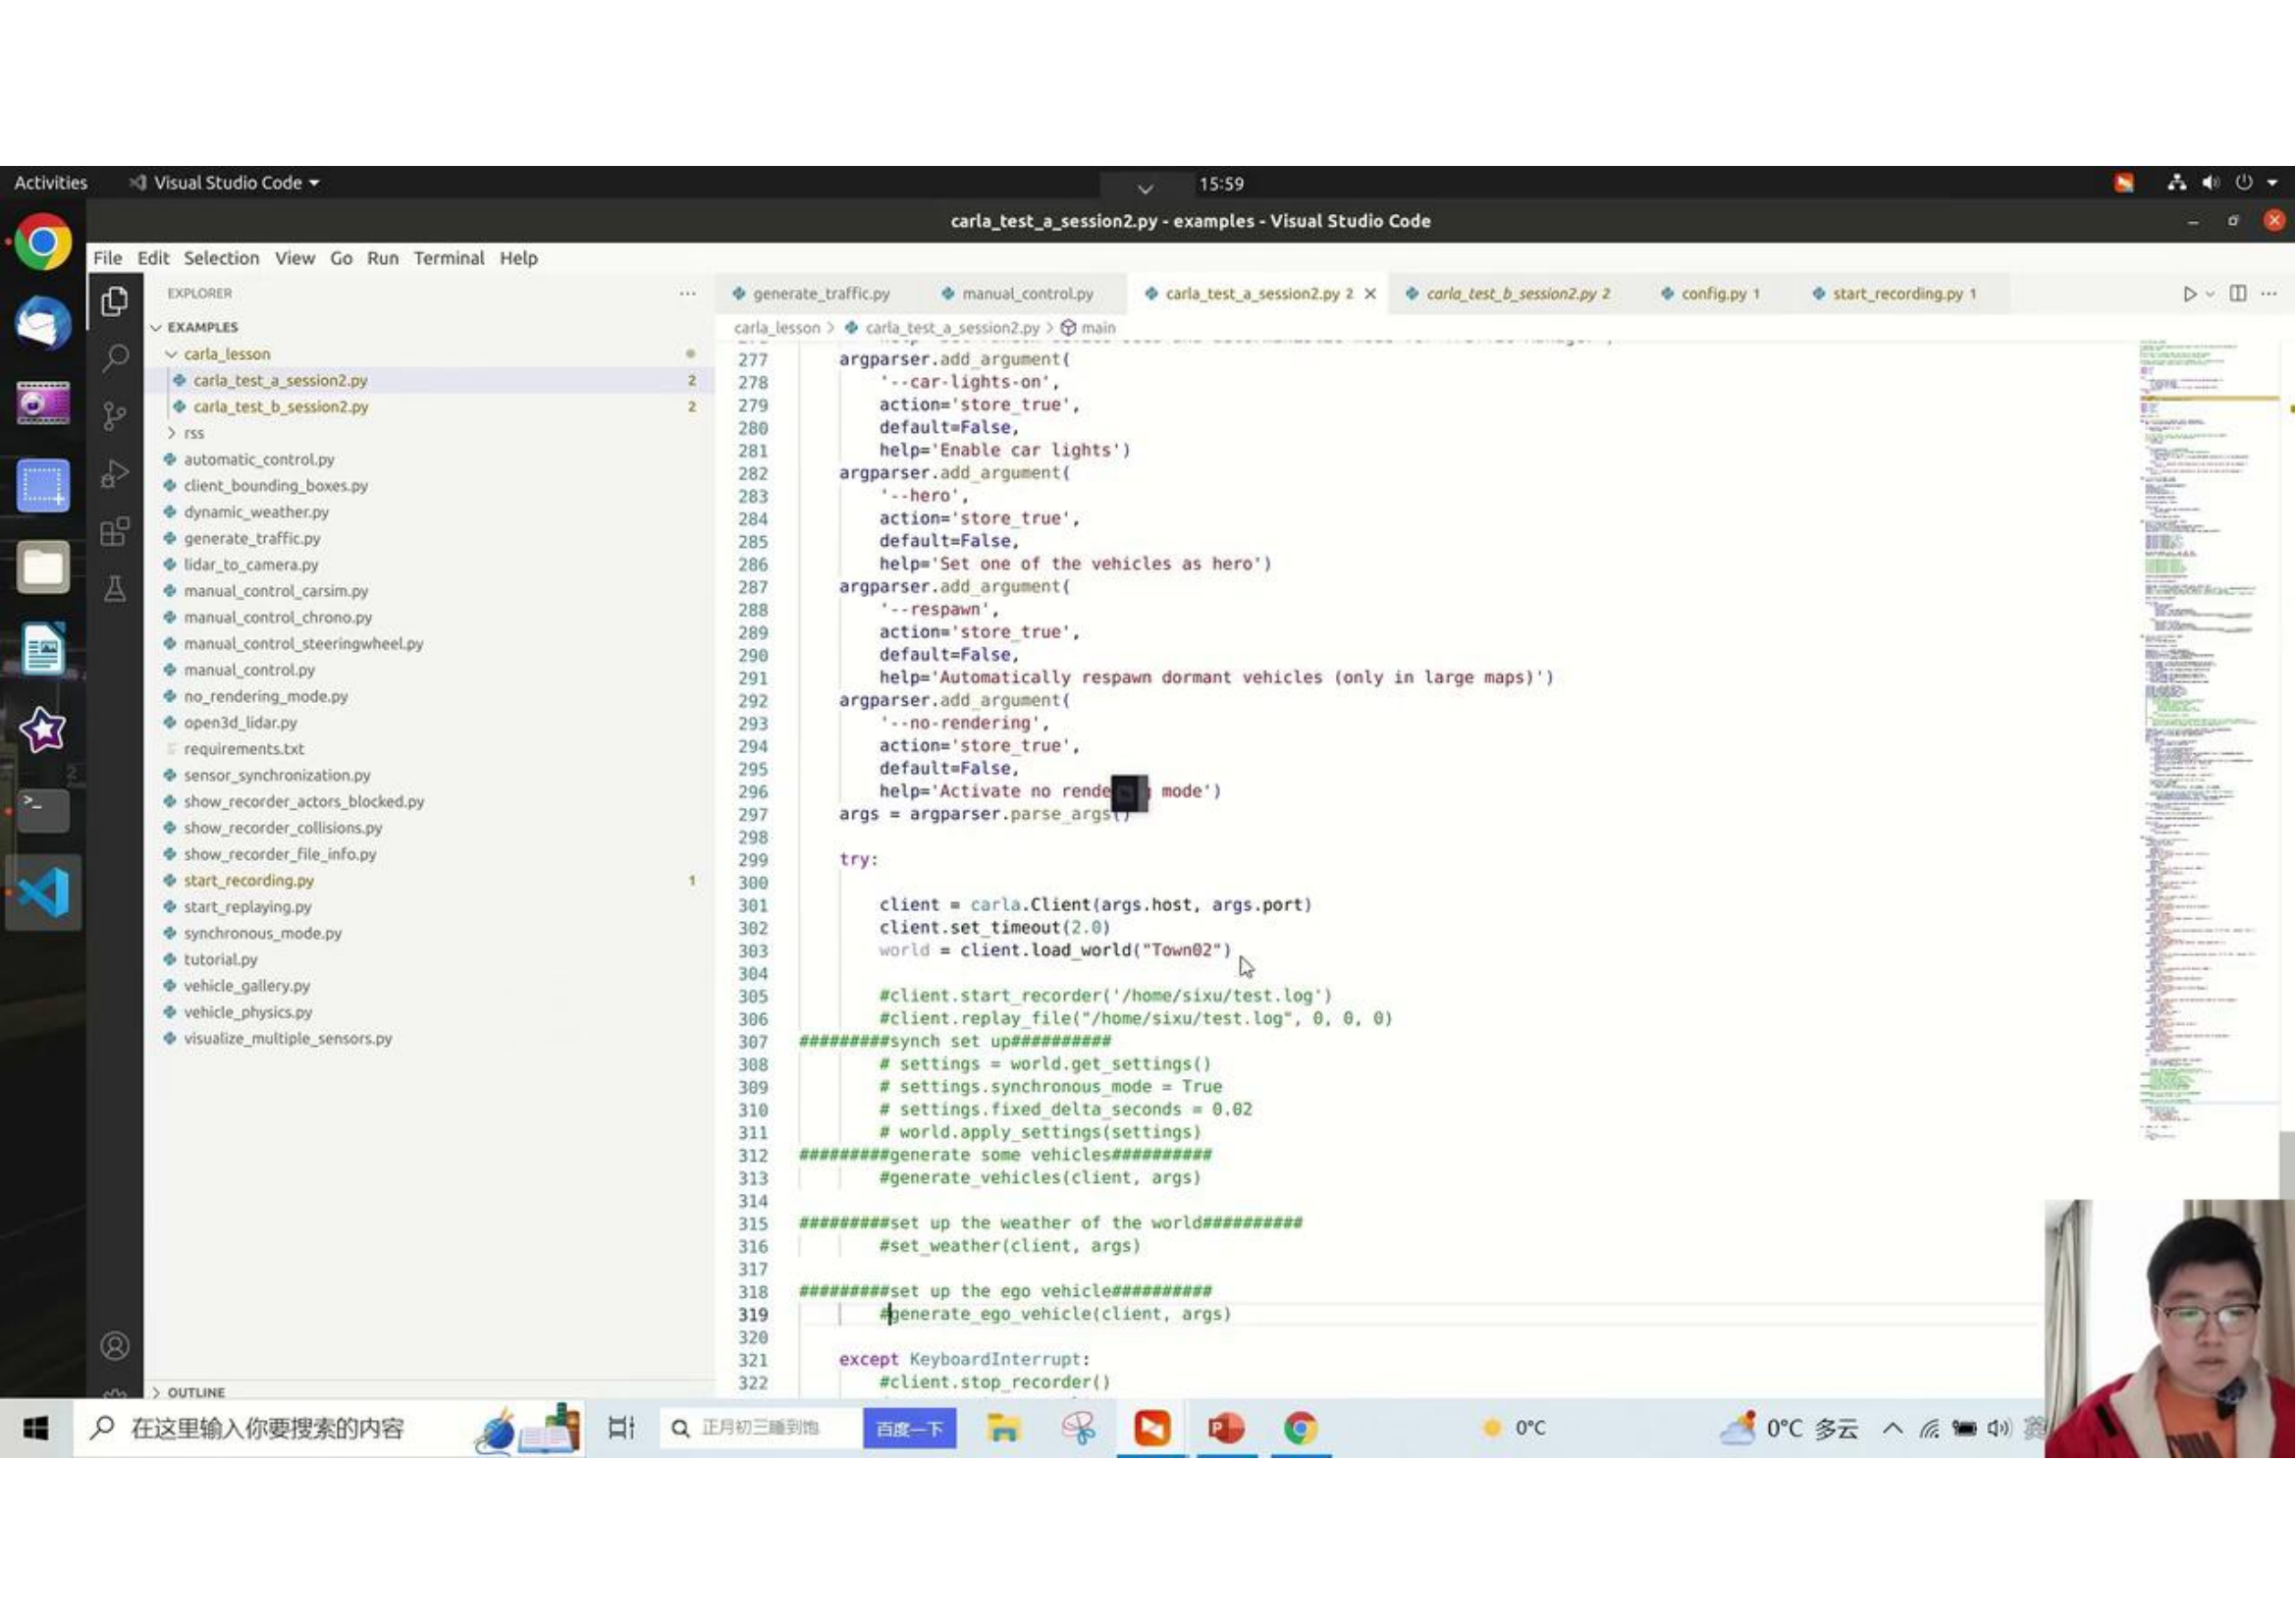 Activities
Visual Studio Code
15:59
carla_test_a_session2.py - examples - Visual Studio Code
File Edit Selection View Go Run Terminal Help
EXPLORER
EXAMPLES
carla_lesson
carla_test_a_session2.py 2
carla_test_b_session2.py 2
rss
automatic_control.py
client_bounding_boxes.py
dynamic_weather.py
generate_traffic.py
lidar_to_camera.py
manual_control_carsim.py
manual_control_chrono.py
manual_control_steeringwheel.py
manual_control.py
no_rendering_mode.py
open3d_lidar.py
requirements.txt
sensor_synchronization.py
show_recorder_actors_blocked.py
show_recorder_collisions.py
show_recorder_file_info.py
start_recording.py 1
start_replaying.py
synchronous_mode.py
tutorial.py
vehicle_gallery.py
vehicle_physics.py
visualize_multiple_sensors.py
OUTLINE
generate_traffic.py manual_control.py carla_test_a_session2.py 2 carla_test_b_session2.py 2 config.py 1 start_recording.py 1
carla_lesson > carla_test_a_session2.py > main
277 argparser.add_argument(
278 '--car-lights-on',
279 action='store_true',
280 default=False,
281 help='Enable car lights')
282 argparser.add_argument(
283 '--hero',
284 action='store_true',
285 default=False,
286 help='Set one of the vehicles as hero')
287 argparser.add_argument(
288 '--respawn',
289 action='store_true',
290 default=False,
291 help='Automatically respawn dormant vehicles (only in large maps)')
292 argparser.add_argument(
293 '--no-rendering',
294 action='store_true',
295 default=False,
296 help='Activate no rende mode')
297 args = argparser.parse_args()
298
299 try:
300
301 client = carla.Client(args.host, args.port)
302 client.set_timeout(2.0)
303 world = client.load_world("Town02")
304
305 #client.start_recorder('/home/sixu/test.log')
306 #client.replay_file("/home/sixu/test.log", 0, 0, 0)
307 #########synch set up##########
308 # settings = world.get_settings()
309 # settings.synchronous_mode = True
310 # settings.fixed_delta_seconds = 0.02
311 # world.apply_settings(settings)
312 #########generate some vehicles##########
313 #generate_vehicles(client, args)
314
315 #########set up the weather of the world##########
316 #set_weather(client, args)
317
318 #########set up the ego vehicle##########
319 #generate_ego_vehicle(client, args)
320
321 except KeyboardInterrupt:
322 #client.stop_recorder()
在这里输入你要搜索的内容
正月初三睡到饱
百度一下
0°C
0°C 多云
英